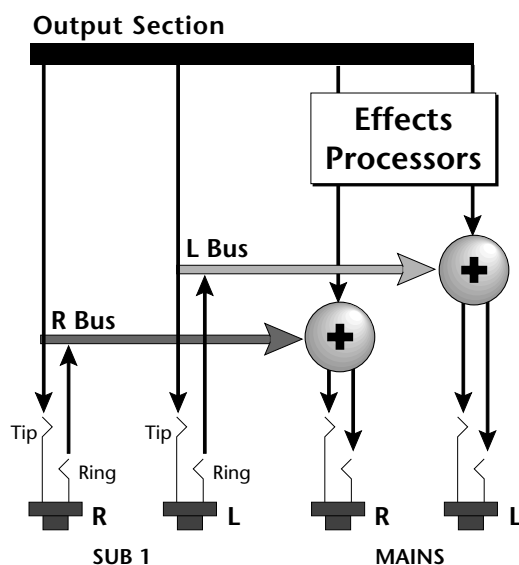 Output Section
Effects
Processors
L Bus
R Bus
Tip
Tip
Ring
Ring
R
L
R
L
SUB 1
MAINS